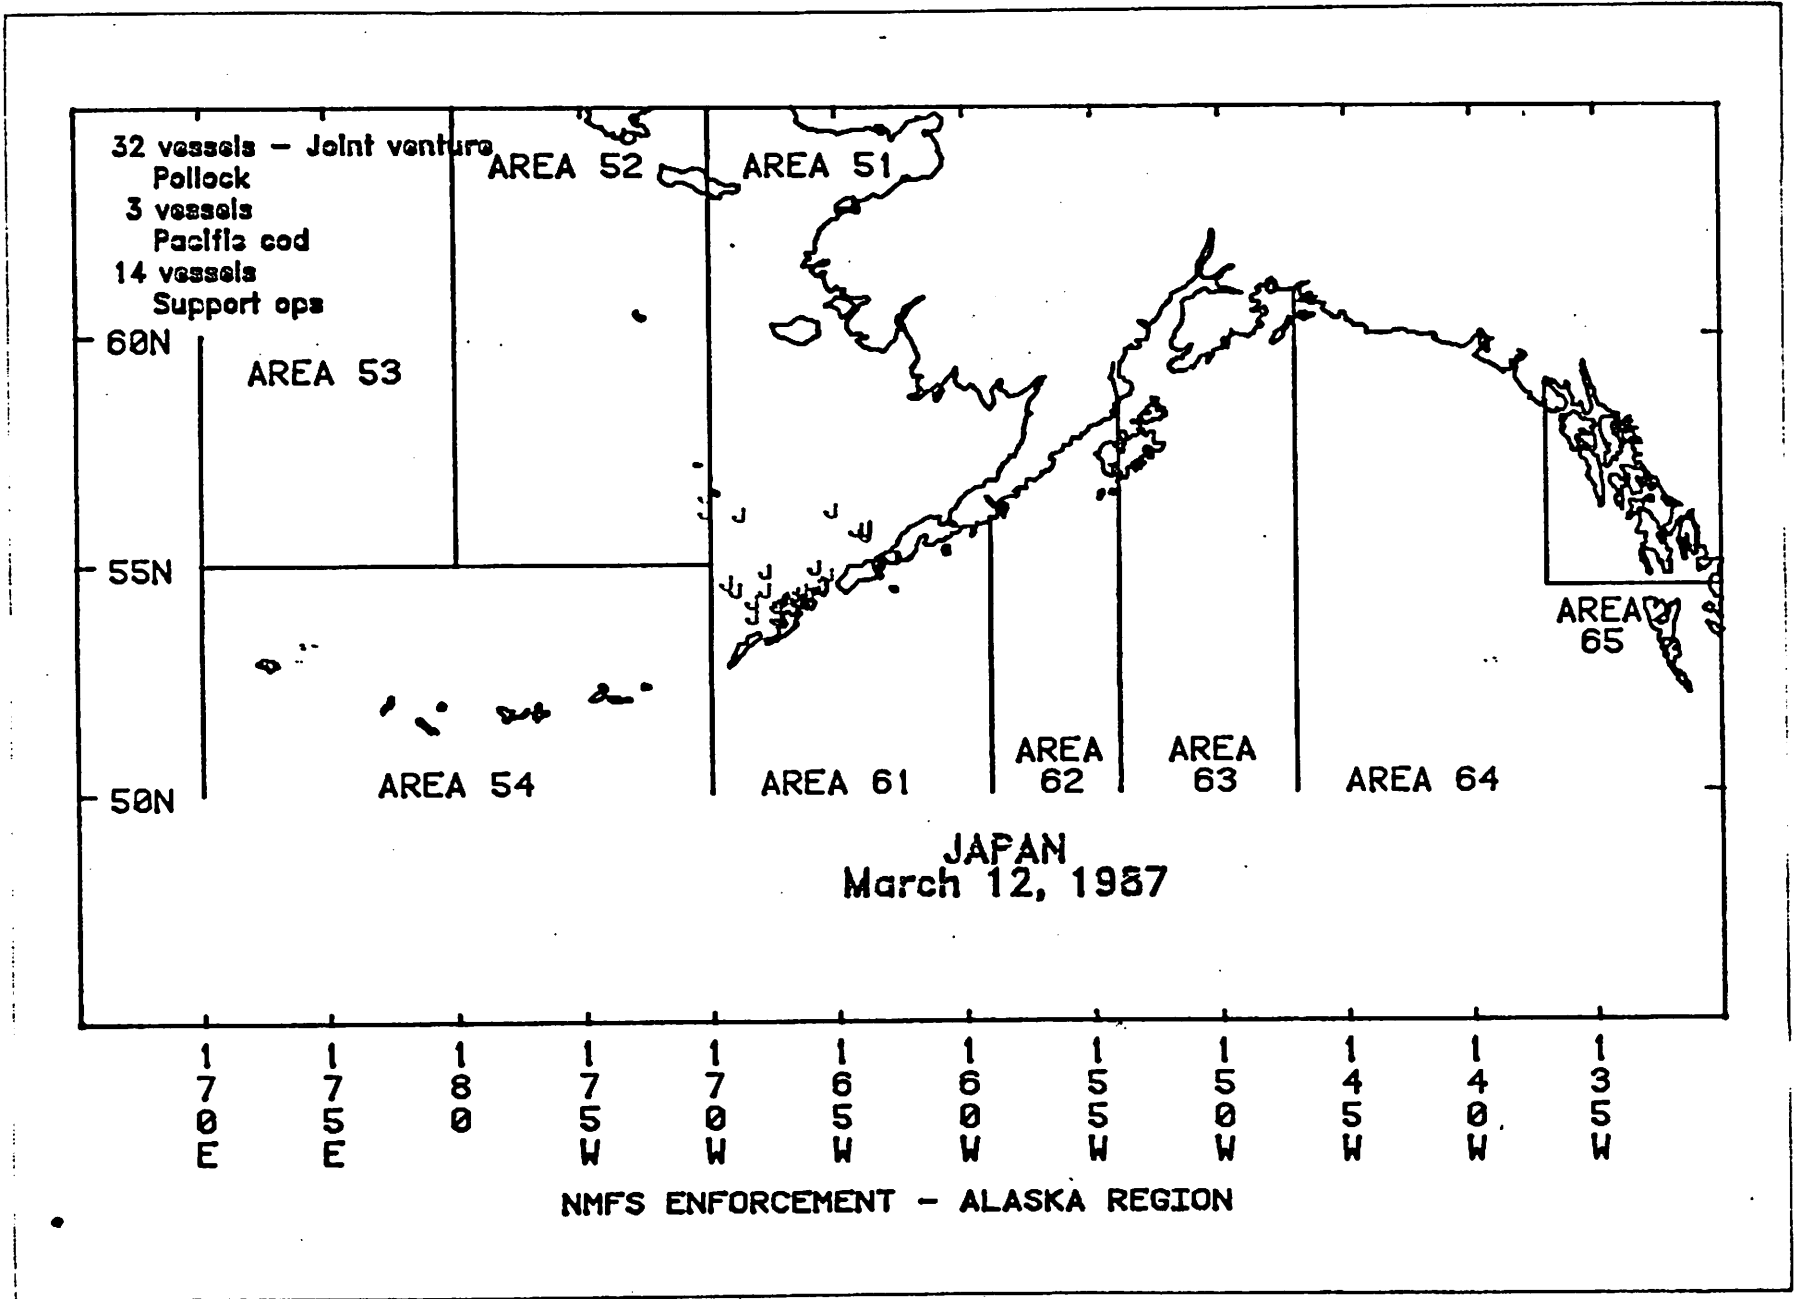 32 vessels – Joint venture
Pollock
3 vessels
Pacific cod
14 vessels
Support ops
AREA 52
AREA 51
60N
AREA 53
J
J
J
J
J
55N
J
J
J
J
J
J
J
J
J
AREA
65
AREA 54
AREA 61
AREA
62
AREA
63
AREA 64
50N
JAPAN
March 12, 1987
170E
175E
180
175W
170W
165W
160W
155W
150W
145W
140W
135W
NMFS ENFORCEMENT – ALASKA REGION